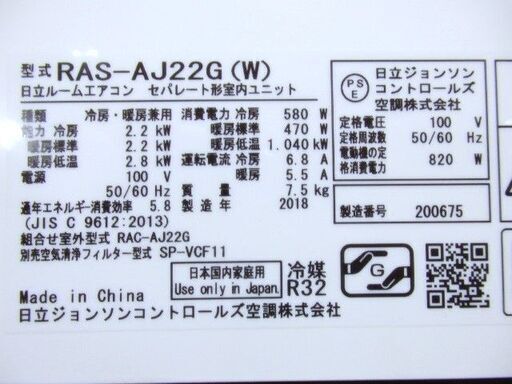 型式 RAS-AJ22G(W)
日立ルームエアコン セパレート形室内ユニット
種類 冷房・暖房兼用
能力 冷房 2.2 kW
暖房標準 2.2 kW
暖房低温 2.8 kW
電源 100 V
50/60 Hz
消費電力 冷房 580 W
暖房標準 470 W
暖房低温 1.040 kW
運転電流 冷房 6.8 A
暖房 5.5 A
質量 7.5 kg
通年エネルギー消費効率 5.8 製造年 2018
(JIS C 9612:2013)
組合せ室外型式 RAC-AJ22G
別売空気清浄フィルター型式 SP-VCF11
日本国内家庭用
Use only in Japan.
冷媒
R32
Made in China
日立ジョンソンコントロールズ空調株式会社
PS
E
日立ジョンソン
コントロールズ
空調株式会社
定格電圧 100 V
定格周波数 50/60 Hz
電動機の定
格消費電力 820 W
製造番号 200675
G